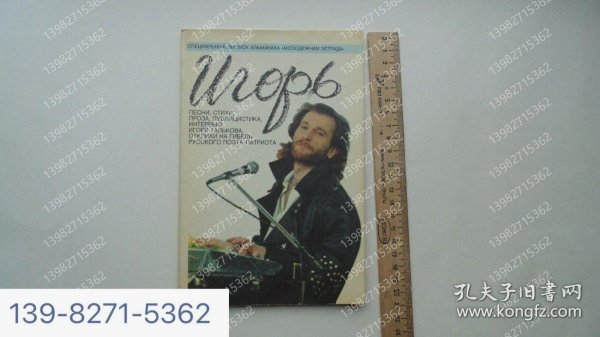 СПЕЦИАЛЬНЫЙ ВЫПУСК АЛЬМАНАХА «МОЛОДЕЖНАЯ ЭСТРАДА»
Игорь
ПЕСНИ, СТИХИ,
ПРОЗА, ПУБЛИЦИСТИКА,
ИНТЕРВЬЮ
ИГОРЯ ТАЛЬКОВА,
ОТКЛИКИ НА ГИБЕЛЬ
РУССКОГО ПОЭТА-ПАТРИОТА
139-8271-5362
孔夫子旧书网
kongfz.com
13982715362